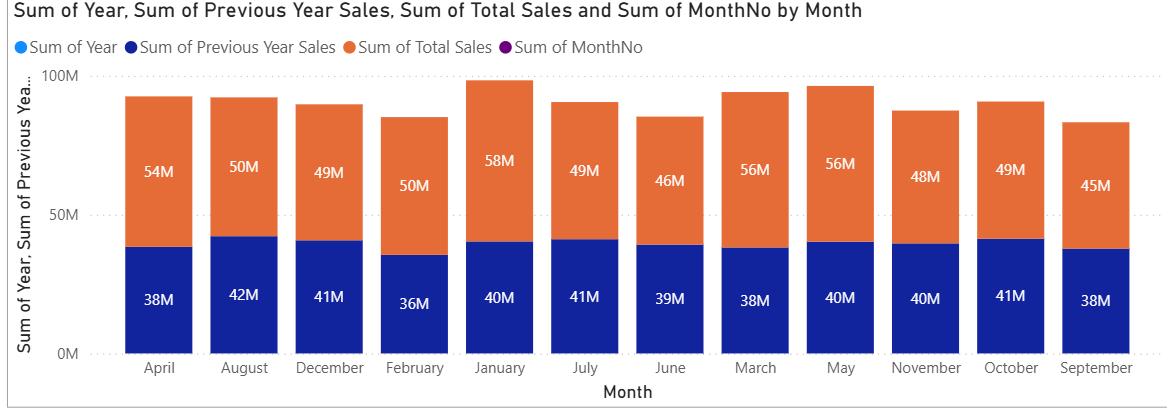 Sum of Year, Sum of Previous Year Sales, Sum of Total Sales and Sum of MonthNo by Month
Sum of Year Sum of Previous Year Sales Sum of Total Sales Sum of MonthNo
Sum of Year, Sum of Previous Yea...
100M
50M
0M
54M 50M 49M 50M 58M 49M 46M 56M 56M 48M 49M 45M
38M 42M 41M 36M 40M 41M 39M 38M 40M 40M 41M 38M
April August December February January July June March May November October September
Month